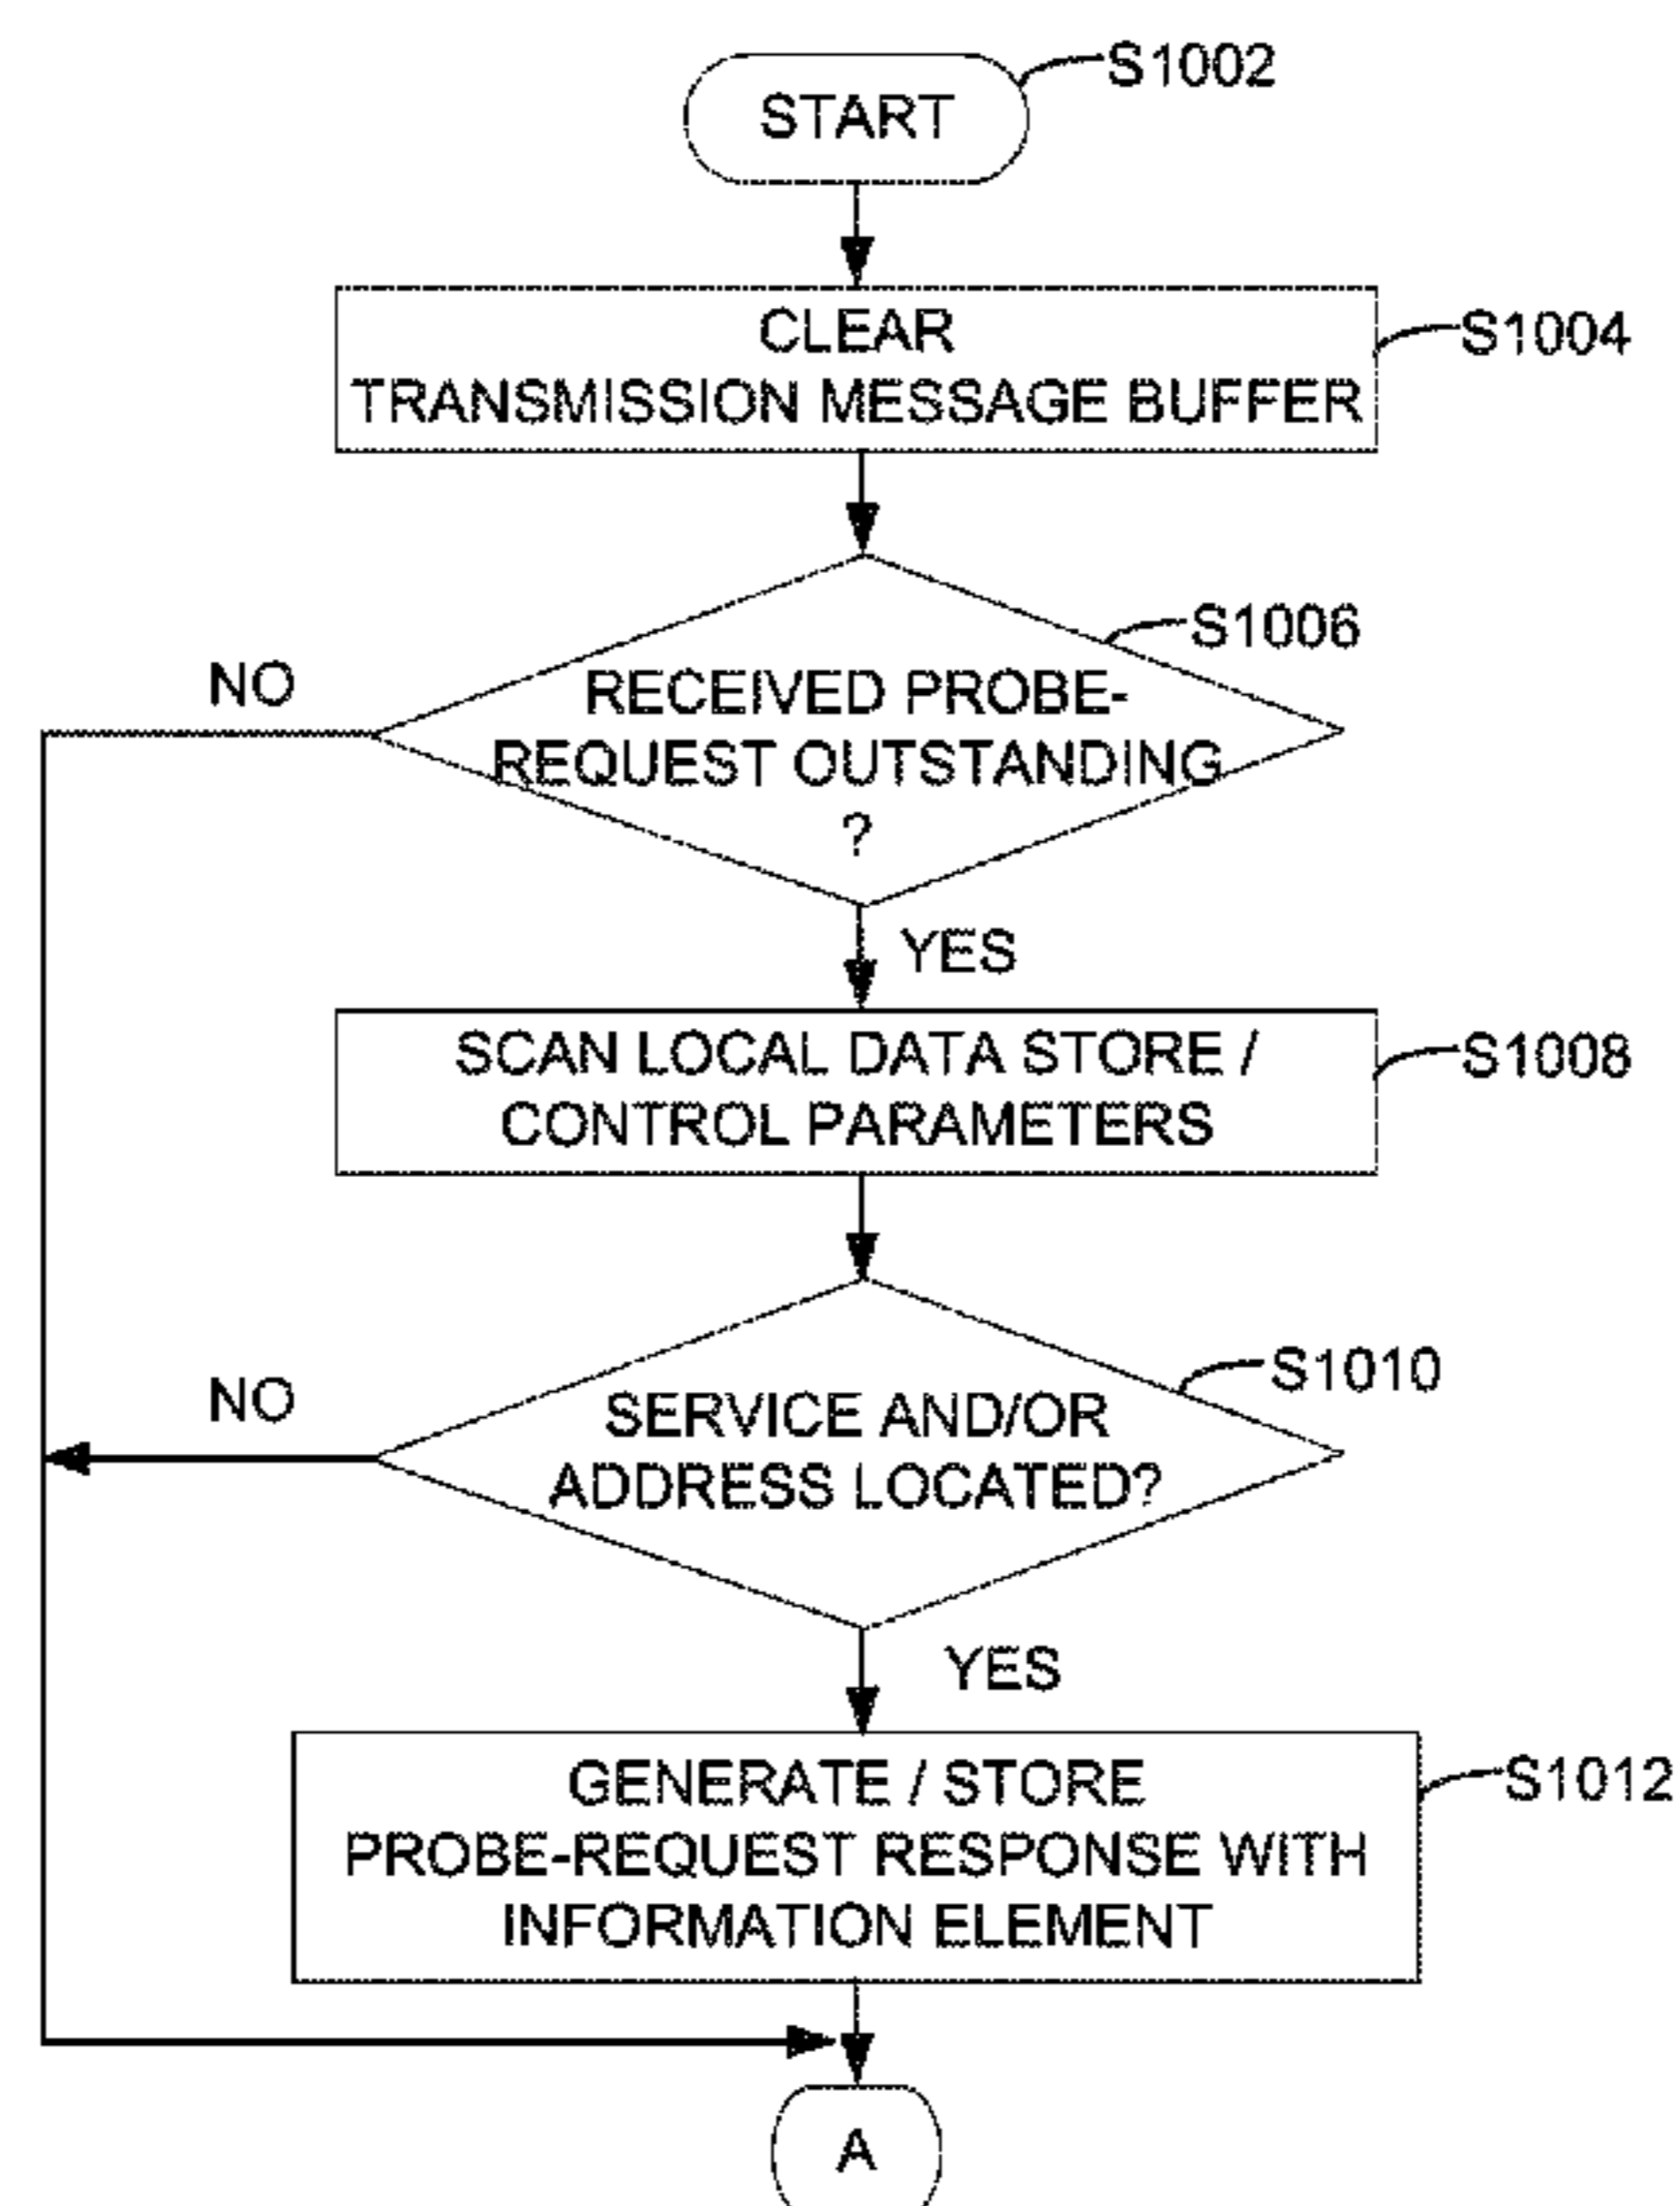 START
S1002
CLEAR
TRANSMISSION MESSAGE BUFFER
S1004
S1006
NO
RECEIVED PROBE-
REQUEST OUTSTANDING
?
YES
SCAN LOCAL DATA STORE /
CONTROL PARAMETERS
S1008
S1010
NO
SERVICE AND/OR
ADDRESS LOCATED?
YES
GENERATE / STORE
PROBE-REQUEST RESPONSE WITH
INFORMATION ELEMENT
S1012
A